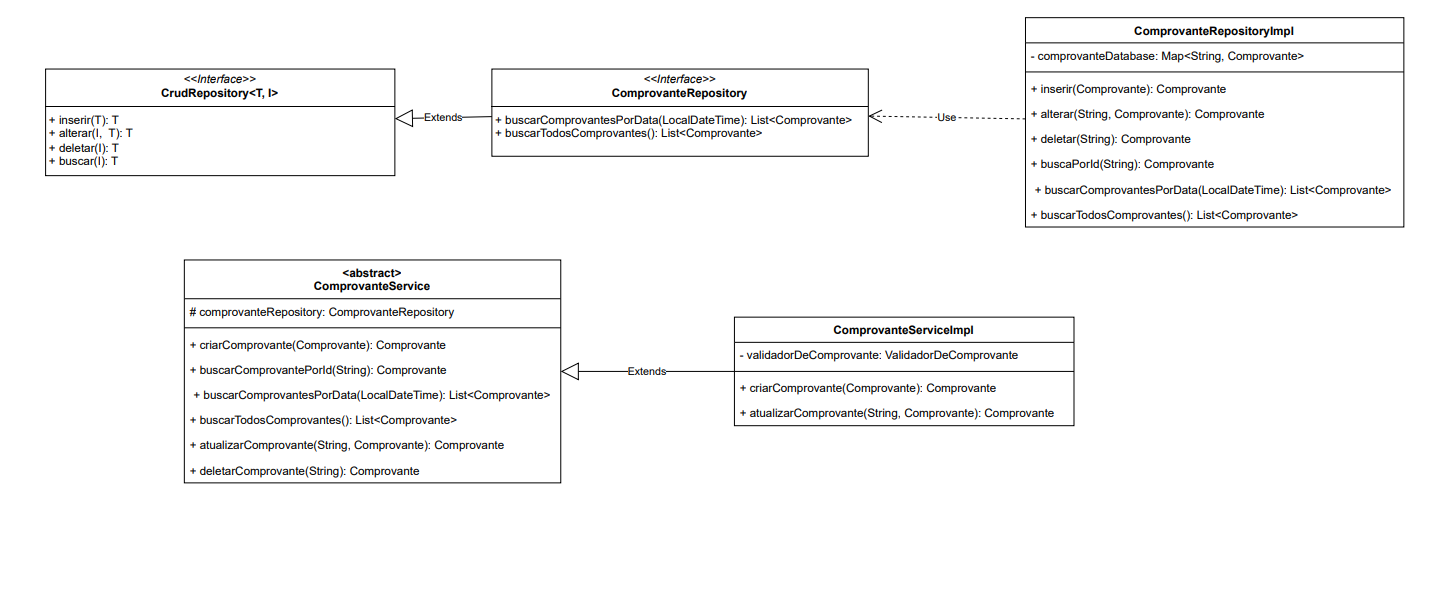 <<Interface>>
CrudRepository<T, I>
+ inserir(T): T
+ alterar(I, T): T
+ deletar(I): T
+ buscar(I): T
Extends
<<Interface>>
ComprovanteRepository
+ buscarComprovantesPorData(LocalDateTime): List<Comprovante>
+ buscarTodosComprovantes(): List<Comprovante>
Use
ComprovanteRepositoryImpl
- comprovanteDatabase: Map<String, Comprovante>
+ inserir(Comprovante): Comprovante
+ alterar(String, Comprovante): Comprovante
+ deletar(String): Comprovante
+ buscaPorId(String): Comprovante
+ buscarComprovantesPorData(LocalDateTime): List<Comprovante>
+ buscarTodosComprovantes(): List<Comprovante>
<abstract>
ComprovanteService
# comprovanteRepository: ComprovanteRepository
+ criarComprovante(Comprovante): Comprovante
+ buscarComprovantePorId(String): Comprovante
+ buscarComprovantesPorData(LocalDateTime): List<Comprovante>
+ buscarTodosComprovantes(): List<Comprovante>
+ atualizarComprovante(String, Comprovante): Comprovante
+ deletarComprovante(String): Comprovante
Extends
ComprovanteServiceImpl
- validadorDeComprovante: ValidadorDeComprovante
+ criarComprovante(Comprovante): Comprovante
+ atualizarComprovante(String, Comprovante): Comprovante